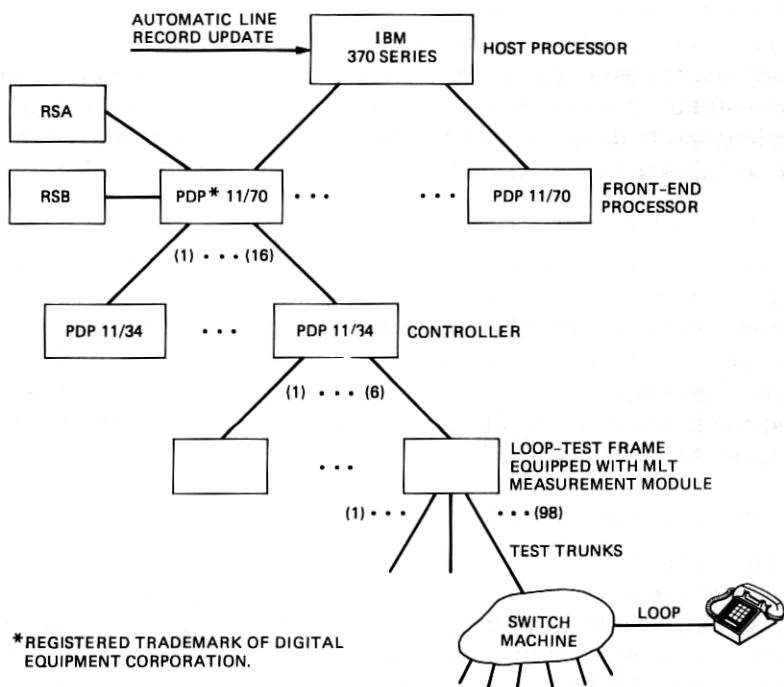 AUTOMATIC LINE
RECORD UPDATE
IBM
370 SERIES
HOST PROCESSOR
RSA
RSB
PDP* 11/70
• • •
• • •
PDP 11/70
FRONT-END
PROCESSOR
(1) • • • (16)
PDP 11/34
• • •
PDP 11/34
CONTROLLER
(1) • • • (6)
• • •
LOOP-TEST FRAME
EQUIPPED WITH MLT
MEASUREMENT MODULE
(1) • • •
• • • (98)
TEST TRUNKS
SWITCH
MACHINE
LOOP
*REGISTERED TRADEMARK OF DIGITAL
EQUIPMENT CORPORATION.